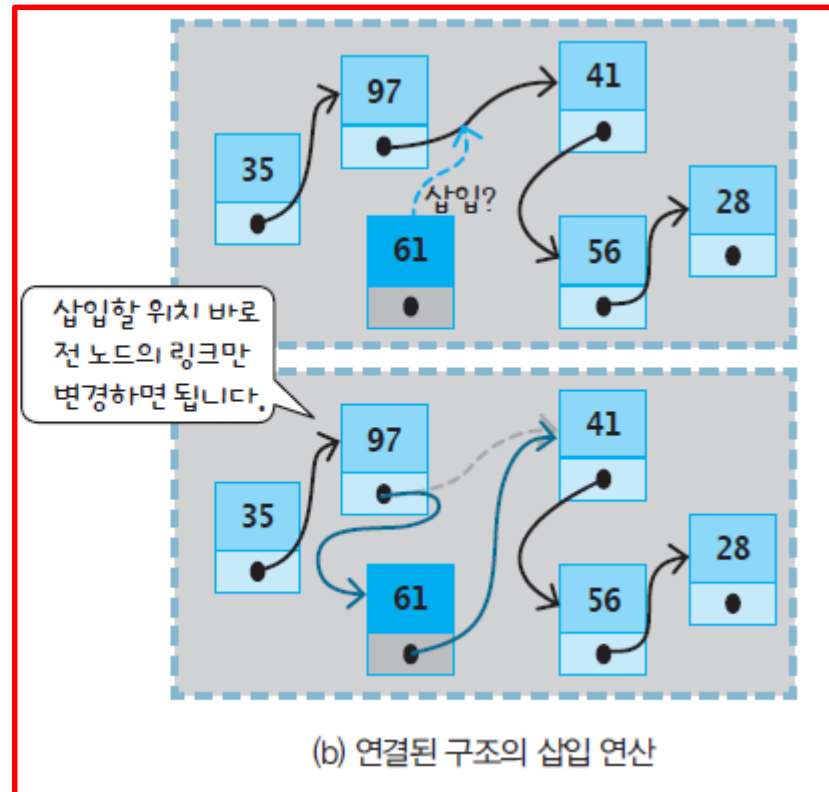 97
41
35
삽입?
28
61
56
삽입할 위치 바로
전 노드의 링크만
변경하면 됩니다.
97
41
35
28
61
56
(b) 연결된 구조의 삽입 연산